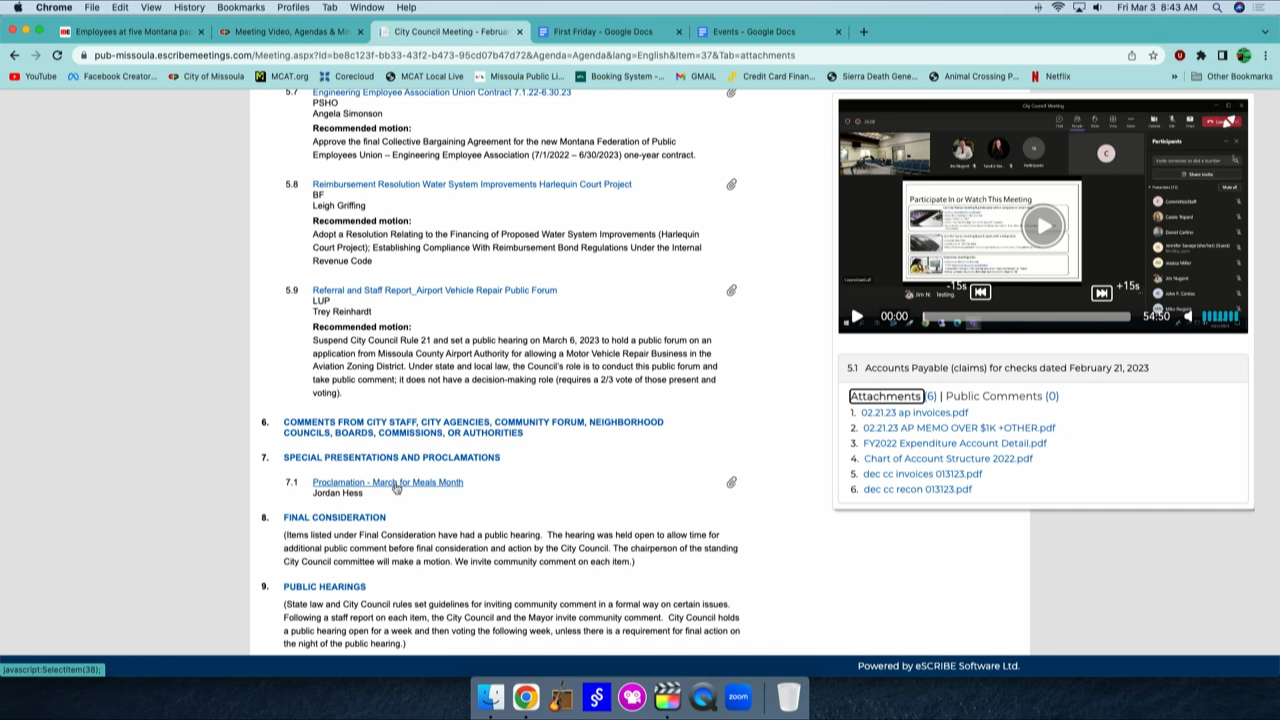 Chrome File Edit View History Bookmarks Profiles Tab Window Help Fri Mar 3 8:43 AM
Employees at five Montana pa × Meeting Video, Agendas & Mi × City Council Meeting - Februar × First Friday - Google Docs × Events - Google Docs × +
pub-missoula.escribemeetings.com/Meeting.aspx?Id=be8c123f-bb33-43f2-b473-95cd07b47d72&Agenda=Agenda&lang=English&Item=37&Tab=attachments
YouTube Facebook Creator... City of Missoula MCAT.org Corecloud MCAT Local Live Missoula Public Li... Booking System -... GMAIL Credit Card Finan... Sierra Death Gene... Animal Crossing P... Netflix » Other Bookmarks
5.7 Engineering Employee Association Union Contract 7.1.22-6.30.23
PSHO
Angela Simonson
Recommended motion:
Approve the final Collective Bargaining Agreement for the new Montana Federation of Public
Employees Union – Engineering Employee Association (7/1/2022 – 6/30/2023) one-year contract.
5.8 Reimbursement Resolution Water System Improvements Harlequin Court Project
BF
Leigh Griffing
Recommended motion:
Adopt a Resolution Relating to the Financing of Proposed Water System Improvements (Harlequin
Court Project); Establishing Compliance With Reimbursement Bond Regulations Under the Internal
Revenue Code
5.9 Referral and Staff Report_Airport Vehicle Repair Public Forum
LUP
Trey Reinhardt
Recommended motion:
Suspend City Council Rule 21 and set a public hearing on March 6, 2023 to hold a public forum on an
application from Missoula County Airport Authority for allowing a Motor Vehicle Repair Business in the
Aviation Zoning District. Under state and local law, the Council's role is to conduct this public forum and
take public comment; it does not have a decision-making role (requires a 2/3 vote of those present and
voting).
6. COMMENTS FROM CITY STAFF, CITY AGENCIES, COMMUNITY FORUM, NEIGHBORHOOD
COUNCILS, BOARDS, COMMISSIONS, OR AUTHORITIES
7. SPECIAL PRESENTATIONS AND PROCLAMATIONS
7.1 Proclamation - March for Meals Month
Jordan Hess
8. FINAL CONSIDERATION
(Items listed under Final Consideration have had a public hearing. The hearing was held open to allow time for
additional public comment before final consideration and action by the City Council. The chairperson of the standing
City Council committee will make a motion. We invite community comment on each item.)
9. PUBLIC HEARINGS
(State law and City Council rules set guidelines for inviting community comment in a formal way on certain issues.
Following a staff report on each item, the City Council and the Mayor invite community comment. City Council holds
a public hearing open for a week and then voting the following week, unless there is a requirement for final action on
the night of the public hearing.)
City Council Meeting
Participants
Share invite
Mute all
Participate In or Watch This Meeting
C
Daniel Carlino
Jessica Miller
Jim Nugent
John P. Contos
Mike Nugent
Jim N: Testing.
-15s +15s
00:00 54:50
5.1 Accounts Payable (claims) for checks dated February 21, 2023
Attachments (6) | Public Comments (0)
1. 02.21.23 ap invoices.pdf
2. 02.21.23 AP MEMO OVER $1K +OTHER.pdf
3. FY2022 Expenditure Account Detail.pdf
4. Chart of Account Structure 2022.pdf
5. dec cc invoices 013123.pdf
6. dec cc recon 013123.pdf
javascript:SelectItem(38);
Powered by eSCRIBE Software Ltd.
zoom